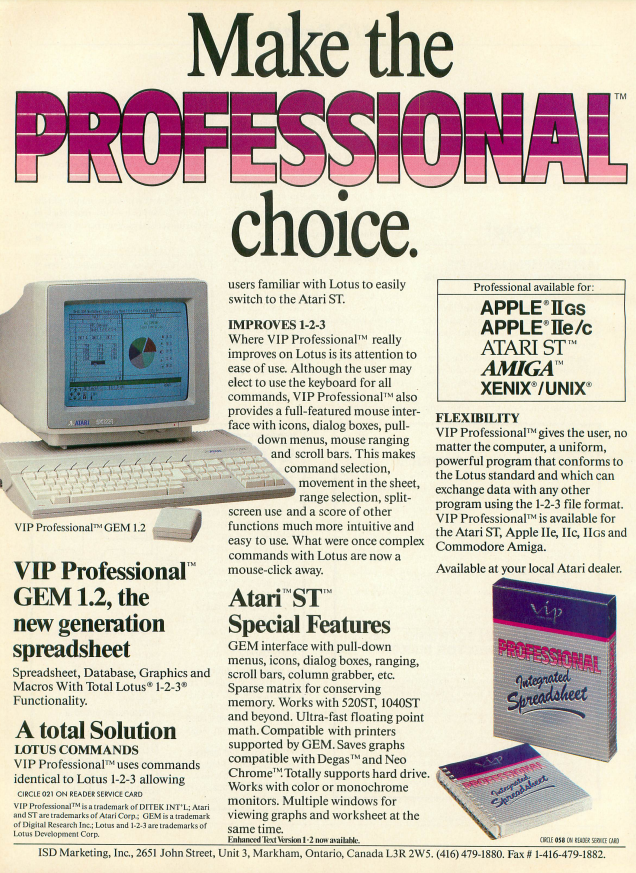 Make the
PROFESSIONAL™
choice.
VIP Professional™ GEM 1.2
VIP Professional™
GEM 1.2, the
new generation
spreadsheet
Spreadsheet, Database, Graphics and
Macros With Total Lotus® 1-2-3®
Functionality.
A total Solution
LOTUS COMMANDS
VIP Professional™ uses commands
identical to Lotus 1-2-3 allowing
CIRCLE 021 ON READER SERVICE CARD
VIP Professional™ is a trademark of DITEK INT'L; Atari
and ST are trademarks of Atari Corp.; GEM is a trademark
of Digital Research Inc.; Lotus and 1-2-3 are trademarks of
Lotus Development Corp.
users familiar with Lotus to easily
switch to the Atari ST.
IMPROVES 1-2-3
Where VIP Professional™ really
improves on Lotus is its attention to
ease of use. Although the user may
elect to use the keyboard for all
commands, VIP Professional™ also
provides a full-featured mouse inter-
face with icons, dialog boxes, pull-
down menus, mouse ranging
and scroll bars. This makes
command selection,
movement in the sheet,
range selection, split-
screen use and a score of other
functions much more intuitive and
easy to use. What were once complex
commands with Lotus are now a
mouse-click away.
Atari™ST™
Special Features
GEM interface with pull-down
menus, icons, dialog boxes, ranging,
scroll bars, column grabber, etc.
Sparse matrix for conserving
memory. Works with 520ST, 1040ST
and beyond. Ultra-fast floating point
math. Compatible with printers
supported by GEM. Saves graphs
compatible with Degas™ and Neo
Chrome™. Totally supports hard drive.
Works with color or monochrome
monitors. Multiple windows for
viewing graphs and worksheet at the
same time.
Enhanced Text Version 1·2 now available.
Professional available for:
APPLE® IIGS
APPLE® IIe/c
ATARI ST™
AMIGA™
XENIX®/UNIX®
FLEXIBILITY
VIP Professional™ gives the user, no
matter the computer, a uniform,
powerful program that conforms to
the Lotus standard and which can
exchange data with any other
program using the 1-2-3 file format.
VIP Professional™ is available for
the Atari ST, Apple IIe, IIc, IIGS and
Commodore Amiga.
Available at your local Atari dealer.
vip
PROFESSIONAL
Integrated
Spreadsheet
vip
PROFESSIONAL
Integrated
Spreadsheet
CIRCLE 058 ON READER SERVICE CARD
ISD Marketing, Inc., 2651 John Street, Unit 3, Markham, Ontario, Canada L3R 2W5. (416) 479-1880. Fax # 1-416-479-1882.
ATARI